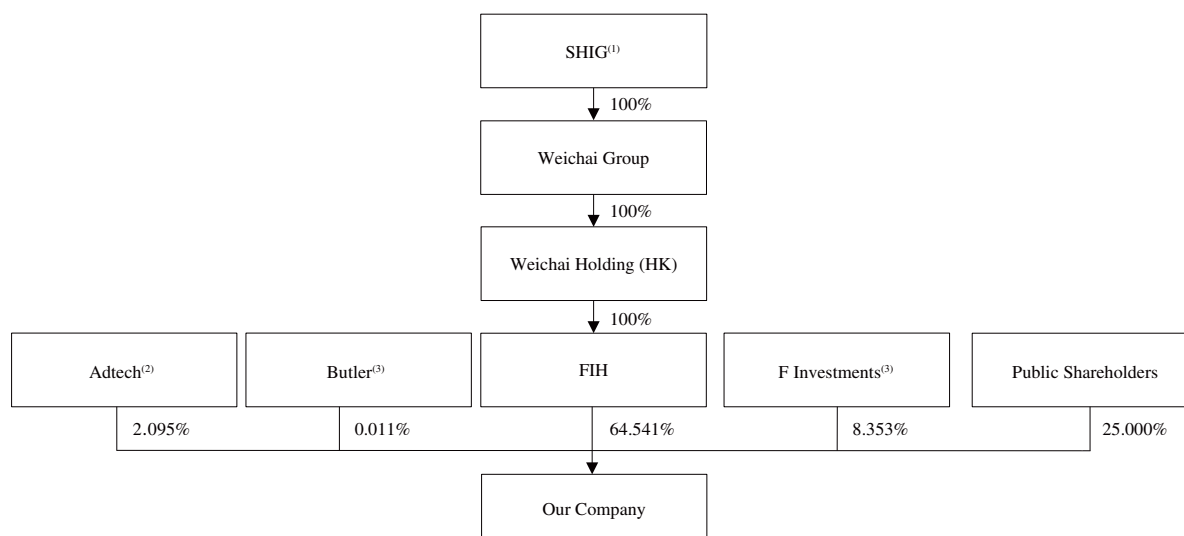 SHIG(1)
100%
Weichai Group
100%
Weichai Holding (HK)
100%
Adtech(2)
Butler(3)
FIH
F Investments(3)
Public Shareholders
2.095%
0.011%
64.541%
8.353%
25.000%
Our Company